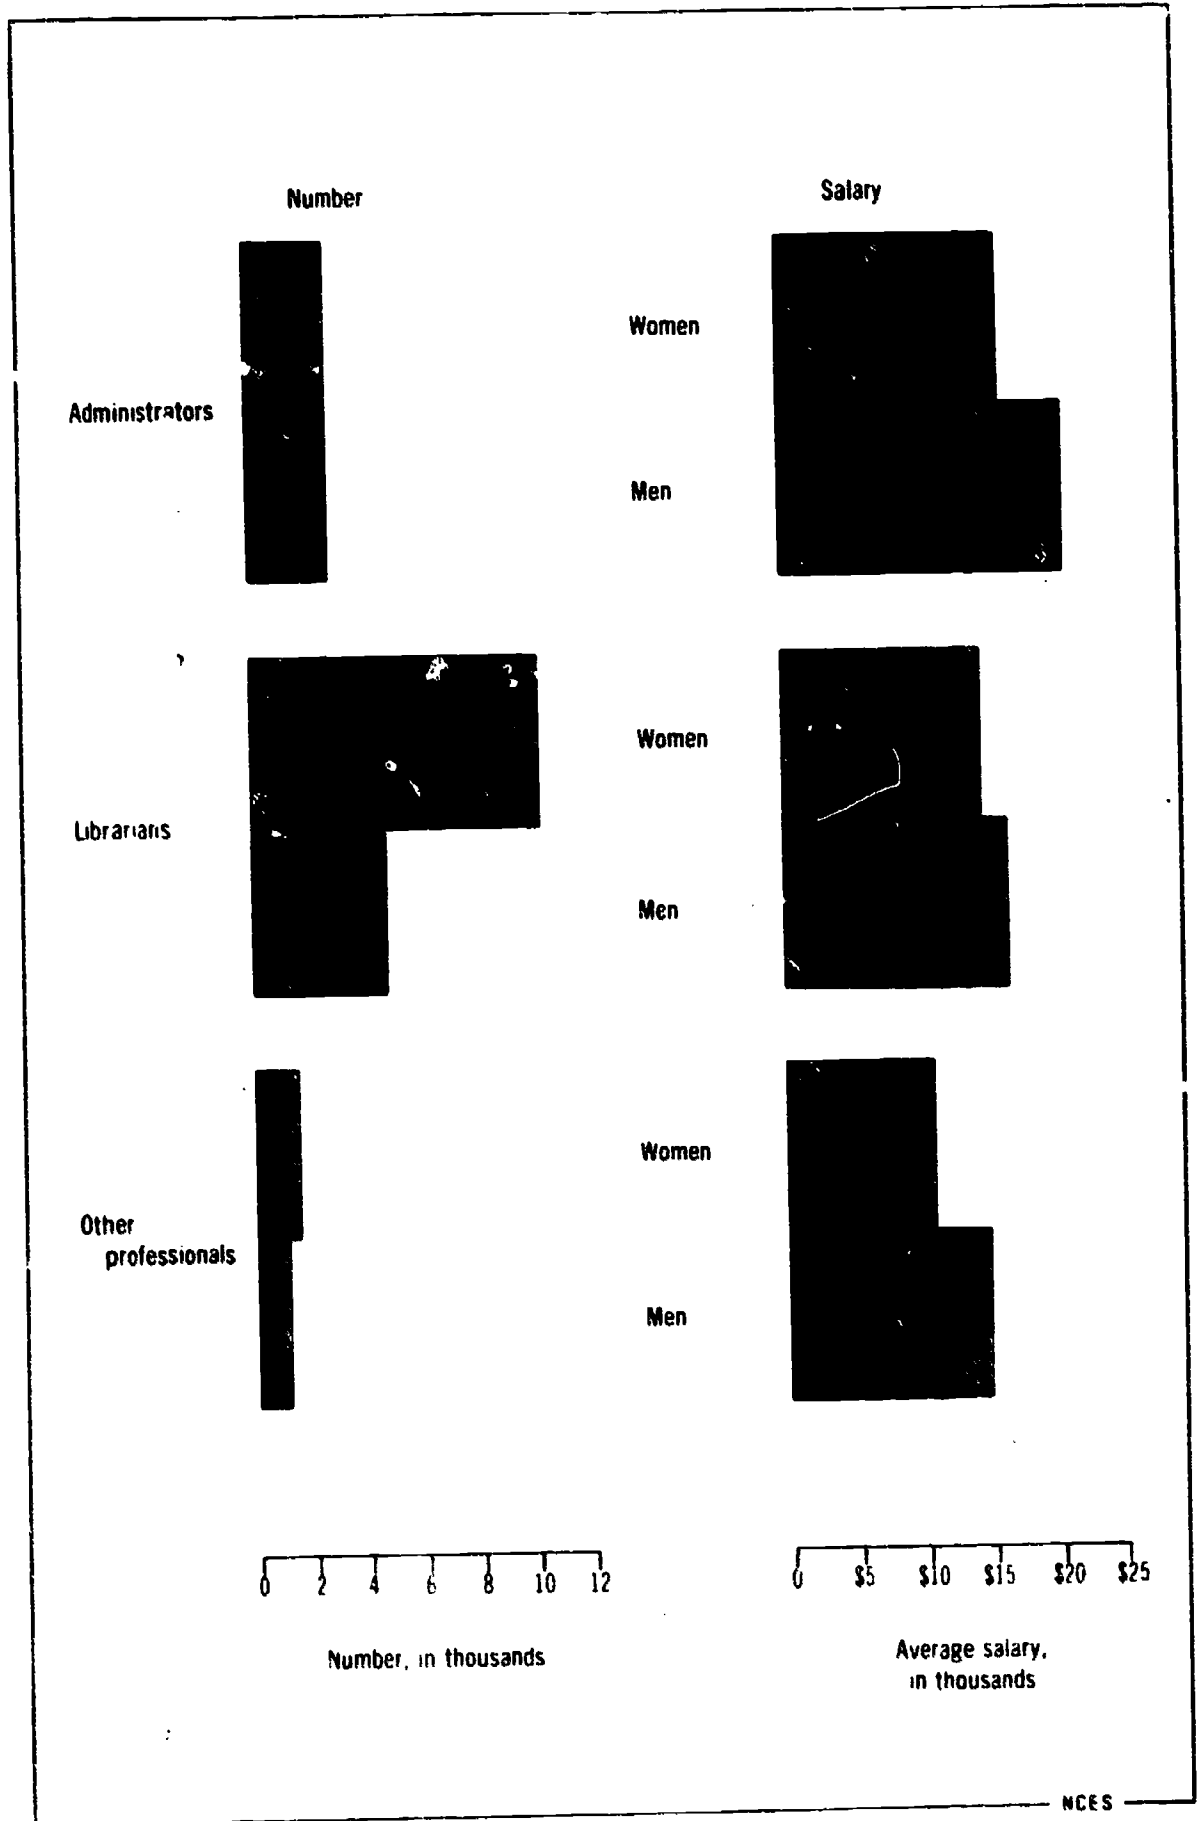 Number
Salary
Administrators
Women
Men
Librarians
Women
Men
Other
professionals
Women
Men
0 2 4 6 8 10 12
0 $5 $10 $15 $20 $25
Number, in thousands
Average salary,
in thousands
NCES